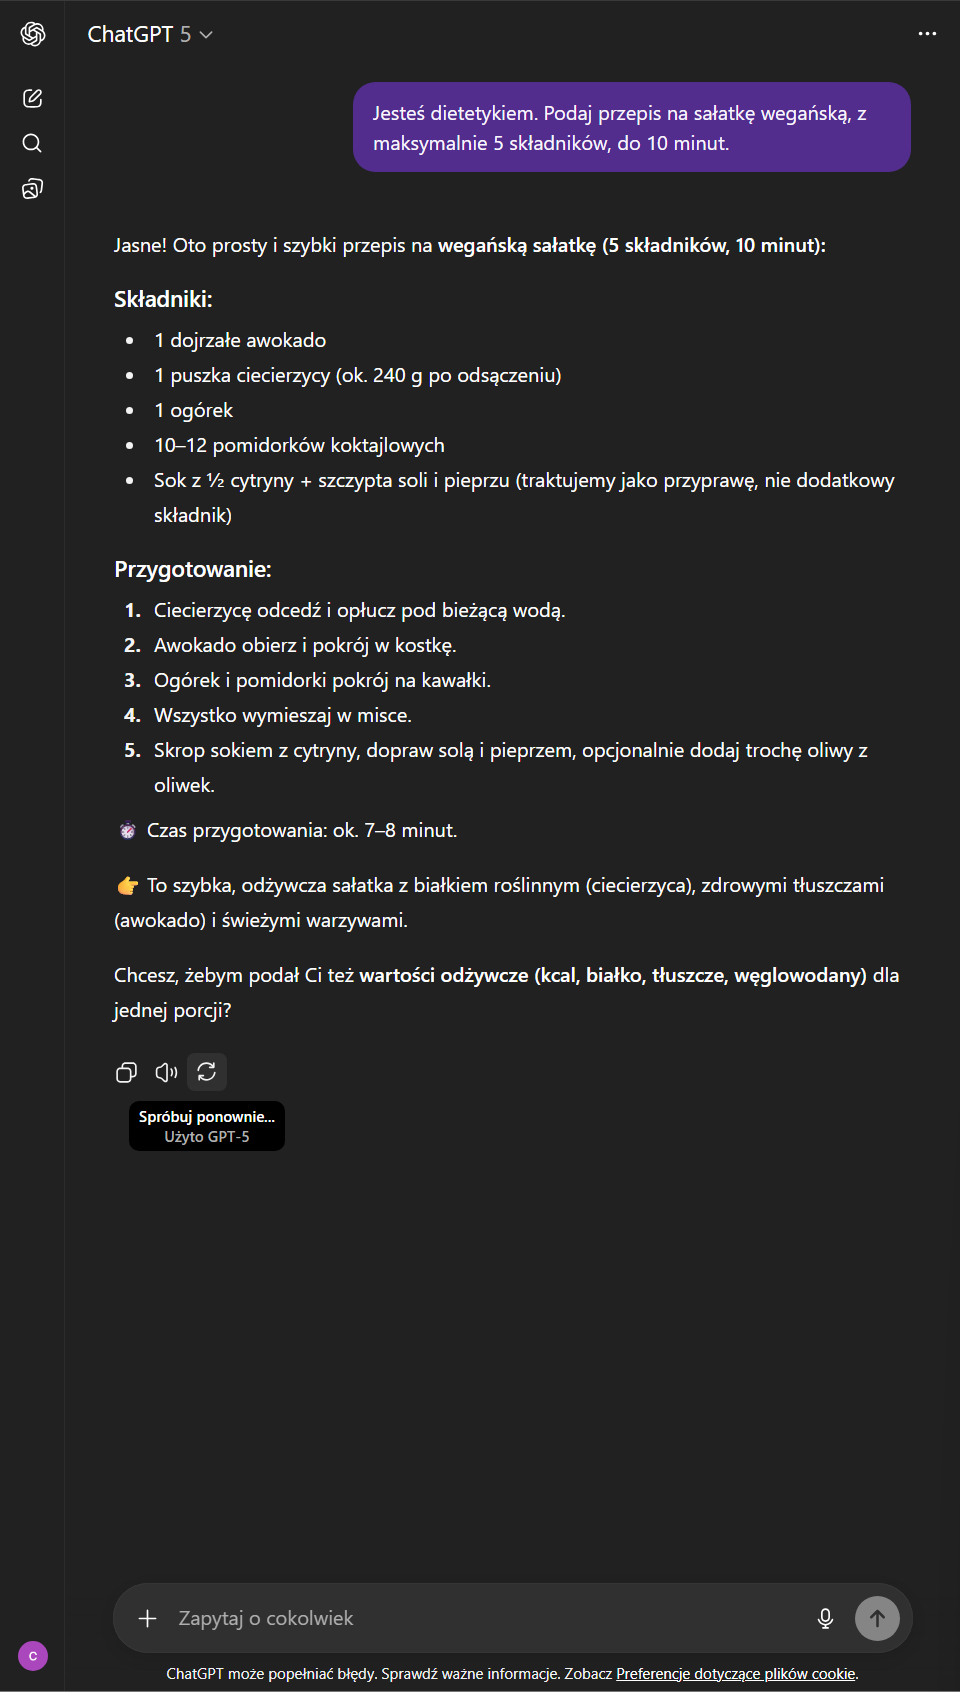 ChatGPT 5
Jesteś dietetykiem. Podaj przepis na sałatkę wegańską, z
maksymalnie 5 składników, do 10 minut.
Jasne! Oto prosty i szybki przepis na wegańską sałatkę (5 składników, 10 minut):
Składniki:
• 1 dojrzałe awokado
• 1 puszka ciecierzycy (ok. 240 g po odsączeniu)
• 1 ogórek
• 10–12 pomidorków koktajlowych
• Sok z ½ cytryny + szczypta soli i pieprzu (traktujemy jako przyprawę, nie dodatkowy
składnik)
Przygotowanie:
1. Ciecierzycę odcedź i opłucz pod bieżącą wodą.
2. Awokado obierz i pokrój w kostkę.
3. Ogórek i pomidorki pokrój na kawałki.
4. Wszystko wymieszaj w misce.
5. Skrop sokiem z cytryny, dopraw solą i pieprzem, opcjonalnie dodaj trochę oliwy z
oliwek.
⏱️ Czas przygotowania: ok. 7–8 minut.
👉 To szybka, odżywcza sałatka z białkiem roślinnym (ciecierzyca), zdrowymi tłuszczami
(awokado) i świeżymi warzywami.
Chcesz, żebym podał Ci też wartości odżywcze (kcal, białko, tłuszcze, węglowodany) dla
jednej porcji?
Spróbuj ponownie...
Użyto GPT-5
Zapytaj o cokolwiek
C
ChatGPT może popełniać błędy. Sprawdź ważne informacje. Zobacz Preferencje dotyczące plików cookie.